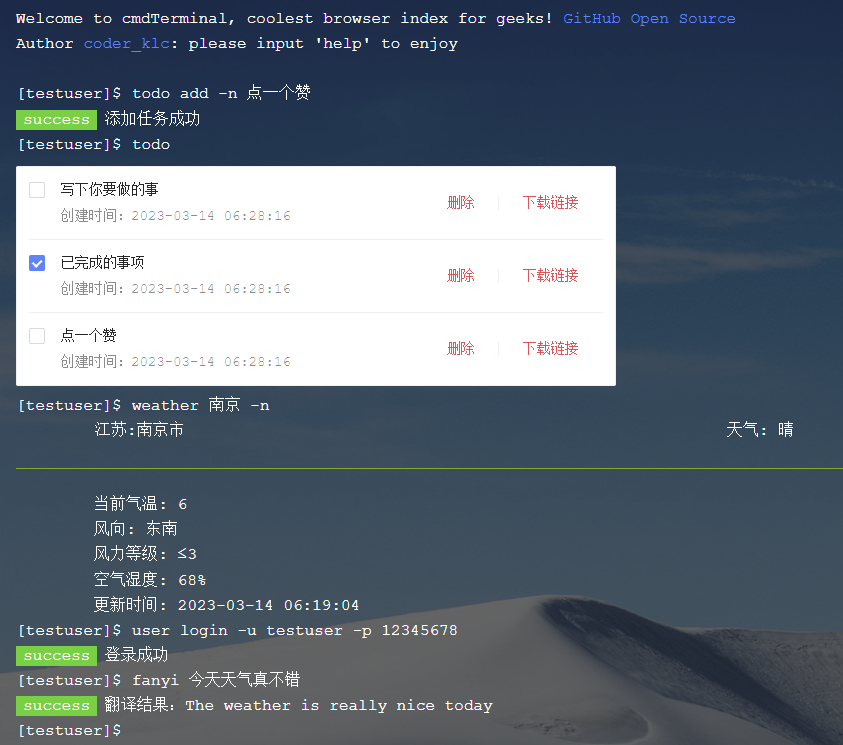 Welcome to cmdTerminal, coolest browser index for geeks! GitHub Open Source
Author coder_klc: please input 'help' to enjoy
[testuser]$ todo add -n 点一个赞
success 添加任务成功
[testuser]$ todo
写下你要做的事
创建时间: 2023-03-14 06:28:16
删除 下载链接
已完成的事项
创建时间: 2023-03-14 06:28:16
删除 下载链接
点一个赞
创建时间: 2023-03-14 06:28:16
删除 下载链接
[testuser]$ weather 南京 -n
江苏:南京市 天气: 晴
当前气温: 6
风向: 东南
风力等级: ≤3
空气湿度: 68%
更新时间: 2023-03-14 06:19:04
[testuser]$ user login -u testuser -p 12345678
success 登录成功
[testuser]$ fanyi 今天天气真不错
success 翻译结果: The weather is really nice today
[testuser]$